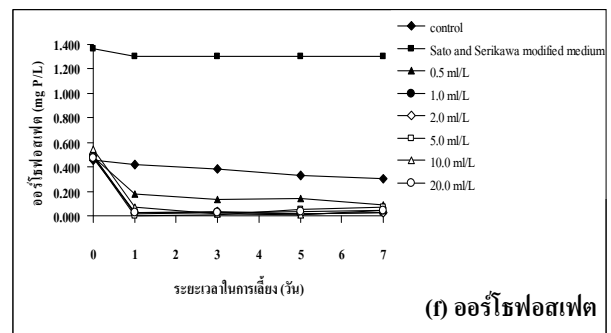 ออร์โธฟอสเฟต (mg P/L)
1.400
1.200
1.000
0.800
0.600
0.400
0.200
0.000
0 1 2 3 4 5 6 7
ระยะเวลาในการเลี้ยง (วัน)
control
Sato and Serikawa modified medium
0.5 ml/L
1.0 ml/L
2.0 ml/L
5.0 ml/L
10.0 ml/L
20.0 ml/L
(f) ออร์โธฟอสเฟต